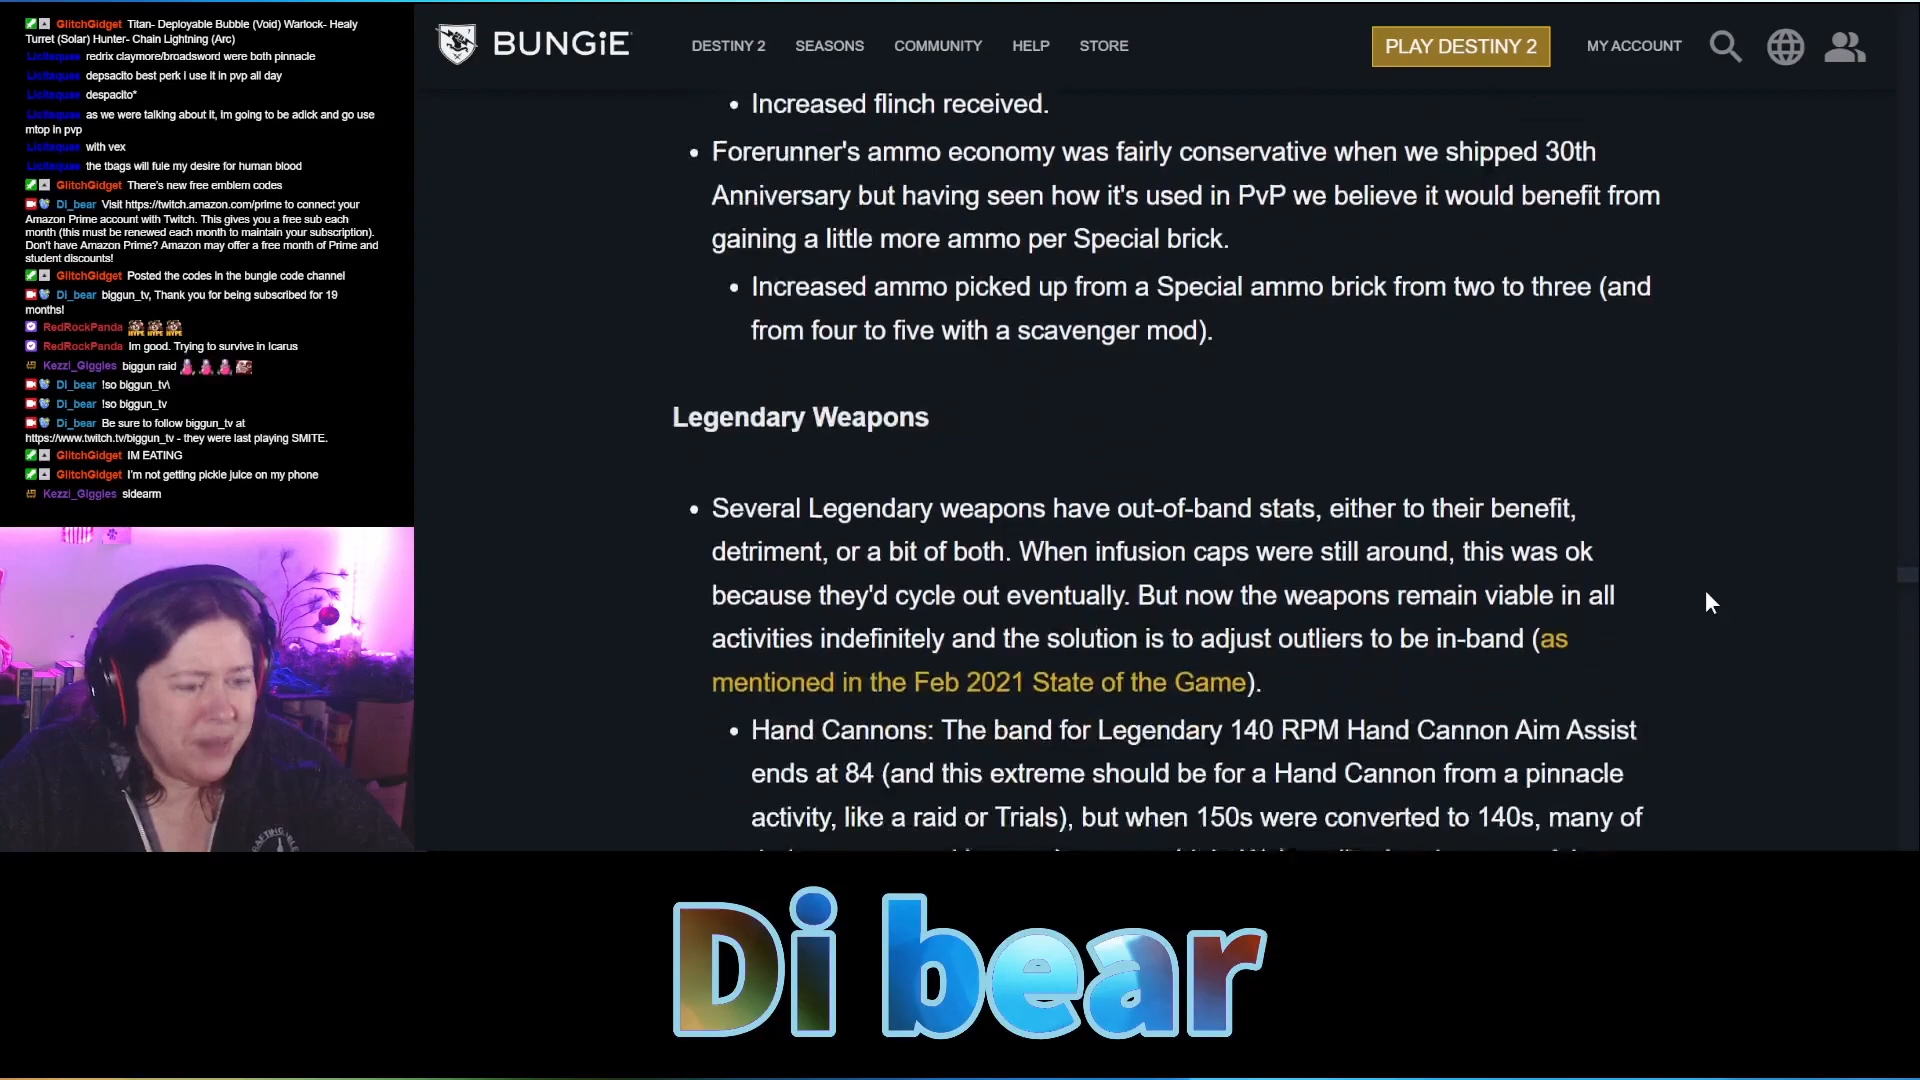 GlitchGidget Titan- Deployable Bubble (Void) Warlock- Healy
Turret (Solar) Hunter- Chain Lightning (Arc)
redrix claymore/broadsword were both pinnacle
depsacito best perk i use it in pvp all day
despacito*
as we were talking about it, im going to be adick and go use
mtop in pvp
with vex
the tbags will fule my desire for human blood
GlitchGidget There's new free emblem codes
Di_bear Visit https://twitch.amazon.com/prime to connect your
Amazon Prime account with Twitch. This gives you a free sub each
month (this must be renewed each month to maintain your subscription).
Don't have Amazon Prime? Amazon may offer a free month of Prime and
student discounts!
GlitchGidget Posted the codes in the bungie code channel
Di_bear biggun_tv, Thank you for being subscribed for 19
months!
RedRockPanda HYPE HYPE HYPE
RedRockPanda Im good. Trying to survive in Icarus
Kezzi_Giggles biggun raid
Di_bear !so biggun_tv\
Di_bear !so biggun_tv
Di_bear Be sure to follow biggun_tv at
https://www.twitch.tv/biggun_tv - they were last playing SMITE.
GlitchGidget IM EATING
GlitchGidget I'm not getting pickle juice on my phone
Kezzi_Giggles sidearm
BUNGiE
DESTINY 2 SEASONS COMMUNITY HELP STORE
PLAY DESTINY 2
MY ACCOUNT
• Increased flinch received.
• Forerunner's ammo economy was fairly conservative when we shipped 30th
Anniversary but having seen how it's used in PvP we believe it would benefit from
gaining a little more ammo per Special brick.
• Increased ammo picked up from a Special ammo brick from two to three (and
from four to five with a scavenger mod).
Legendary Weapons
• Several Legendary weapons have out-of-band stats, either to their benefit,
detriment, or a bit of both. When infusion caps were still around, this was ok
because they'd cycle out eventually. But now the weapons remain viable in all
activities indefinitely and the solution is to adjust outliers to be in-band (as
mentioned in the Feb 2021 State of the Game).
• Hand Cannons: The band for Legendary 140 RPM Hand Cannon Aim Assist
ends at 84 (and this extreme should be for a Hand Cannon from a pinnacle
activity, like a raid or Trials), but when 150s were converted to 140s, many of
Di bear